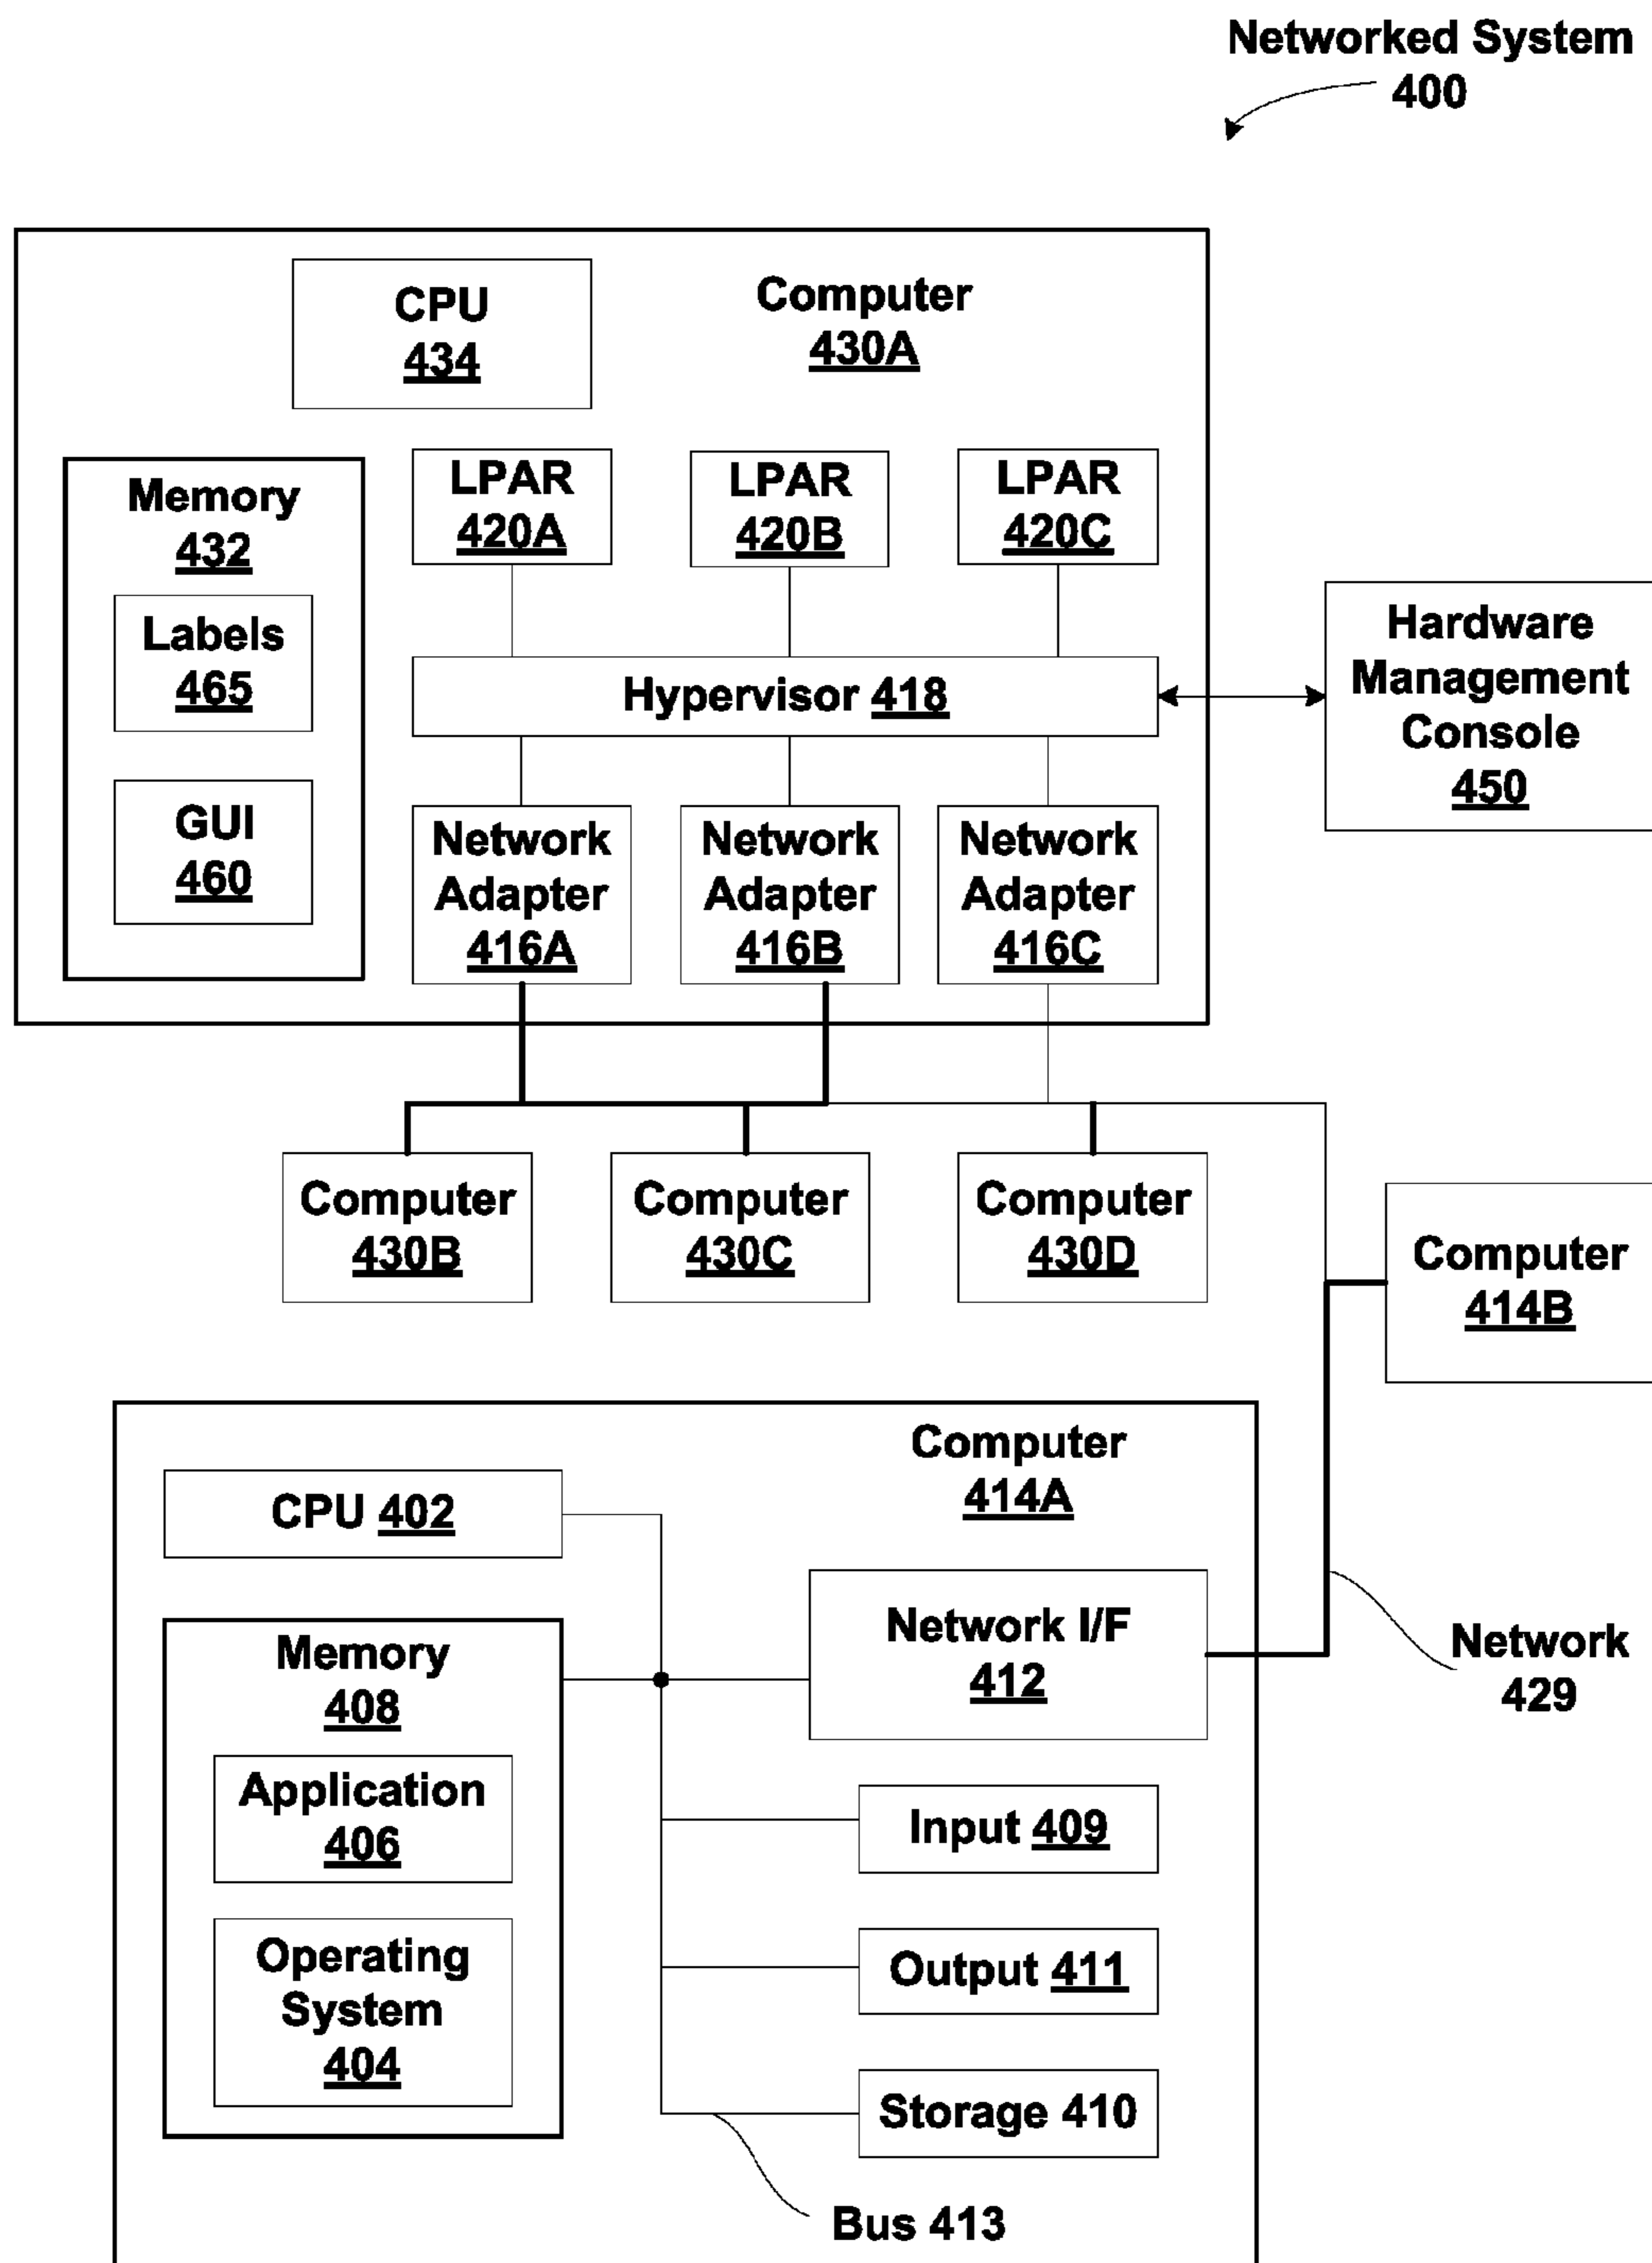 Networked System
400
CPU
434
Computer
430A
Memory
432
Labels
465
GUI
460
LPAR
420A
LPAR
420B
LPAR
420C
Hypervisor 418
Hardware
Management
Console
450
Network
Adapter
416A
Network
Adapter
416B
Network
Adapter
416C
Computer
430B
Computer
430C
Computer
430D
Computer
414B
Computer
414A
CPU 402
Memory
408
Application
406
Operating
System
404
Network I/F
412
Input 409
Output 411
Storage 410
Bus 413
Network
429